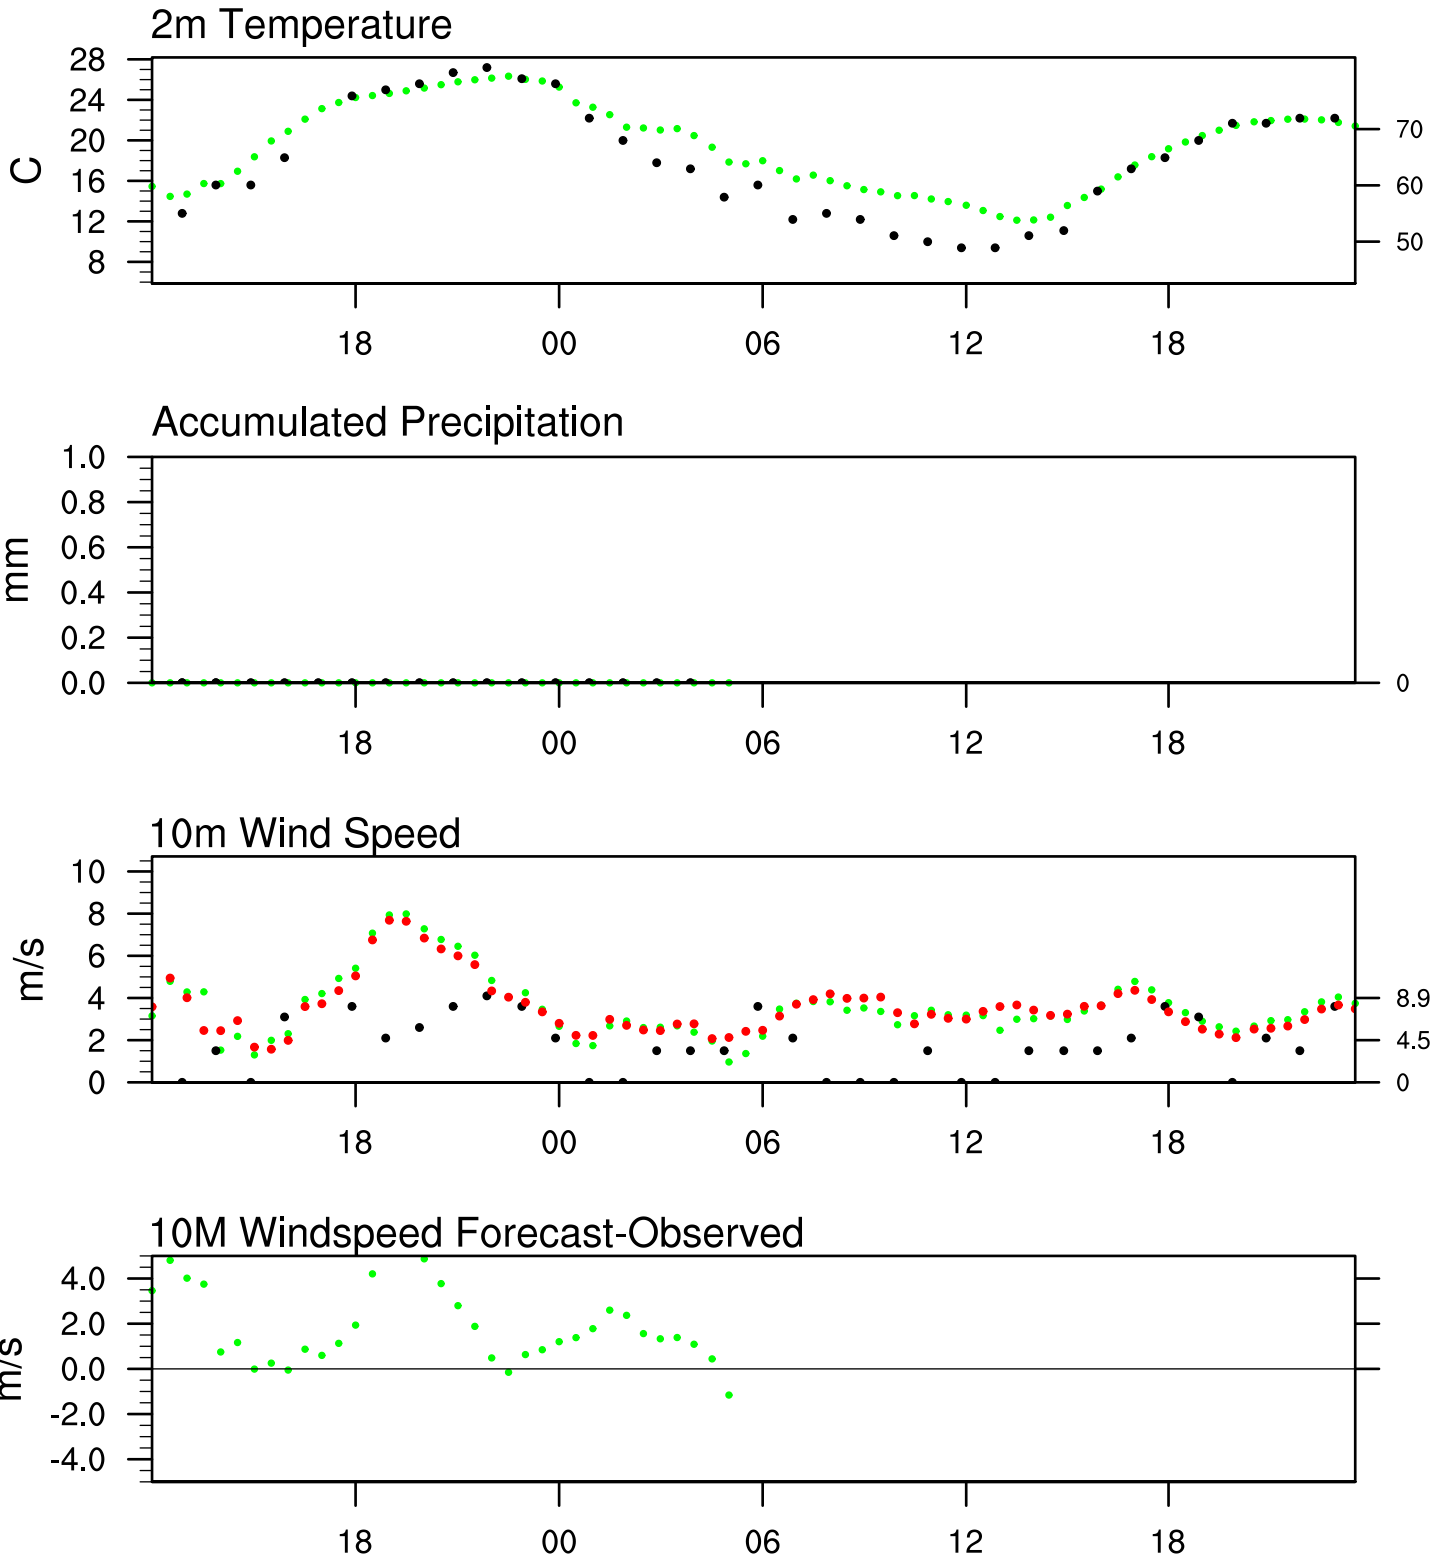 2m Temperature
28
24
20
16
12
8
C
70
60
50
18 00 06 12 18
Accumulated Precipitation
1.0
0.8
0.6
0.4
0.2
0.0
mm
0
18 00 06 12 18
10m Wind Speed
10
8
6
4
2
0
m/s
8.9
4.5
0
18 00 06 12 18
10M Windspeed Forecast-Observed
4.0
2.0
0.0
-2.0
-4.0
m/s
18 00 06 12 18